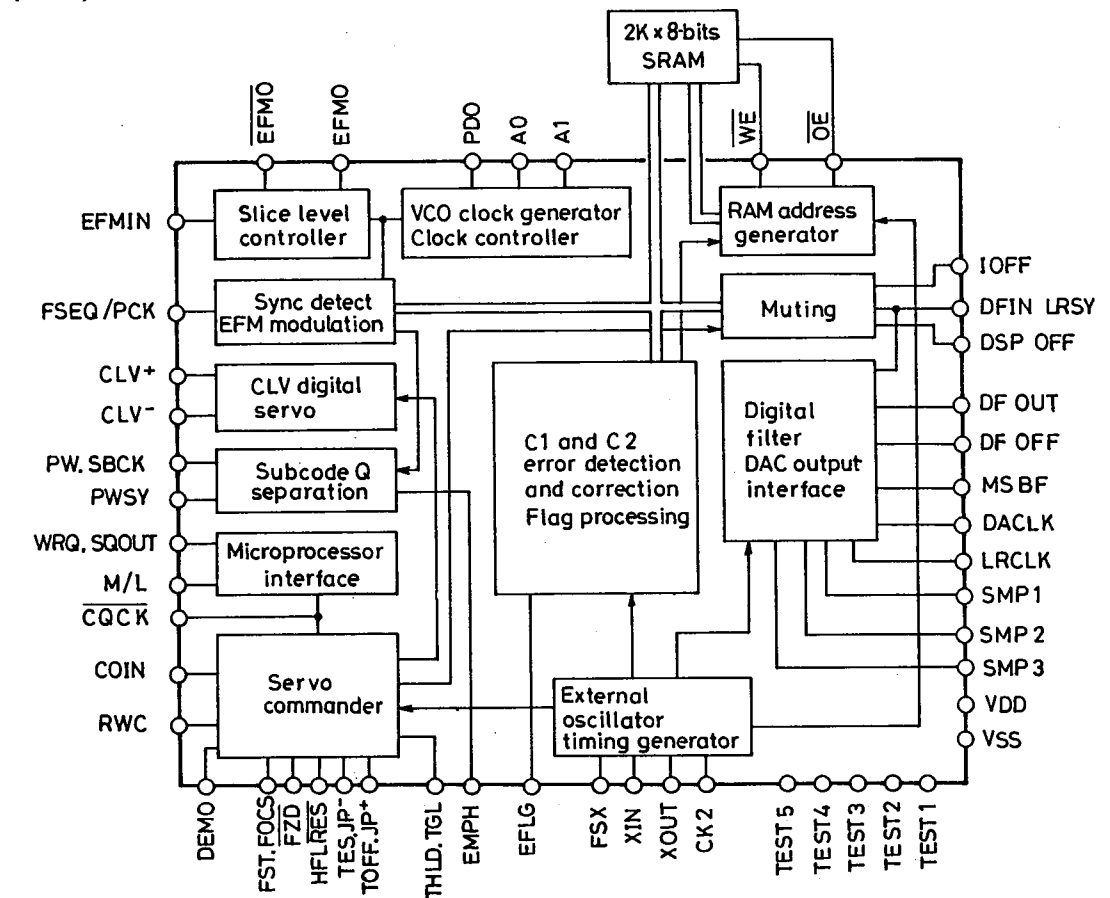 2K x 8-bits
SRAM
EFMO
EFMO
PDO
A0
A1
WE
OE
EFMIN
Slice level
controller
VCO clock generator
Clock controller
RAM address
generator
IOFF
FSEQ/PCK
Sync detect
EFM modulation
Muting
DFIN LRSY
DSP OFF
CLV+
CLV-
CLV digital
servo
C1 and C2
error detection
and correction
Flag processing
Digital
filter
DAC output
interface
DF OUT
DF OFF
PW.SBCK
PWSY
Subcode Q
separation
MSBF
DACLK
WRQ.SQOUT
M/L
Microprocessor
interface
LRCLK
SMP1
CQCK
SMP2
COIN
RWC
Servo
commander
External
oscillator
timing generator
SMP3
VDD
VSS
DEMO
FST.FOCS
FZD
HFLRES
TES.JP-
TOFF.JP+
THLD.TGL
EMPH
EFLG
FSX
XIN
XOUT
CK2
TEST5
TEST4
TEST3
TEST2
TEST1